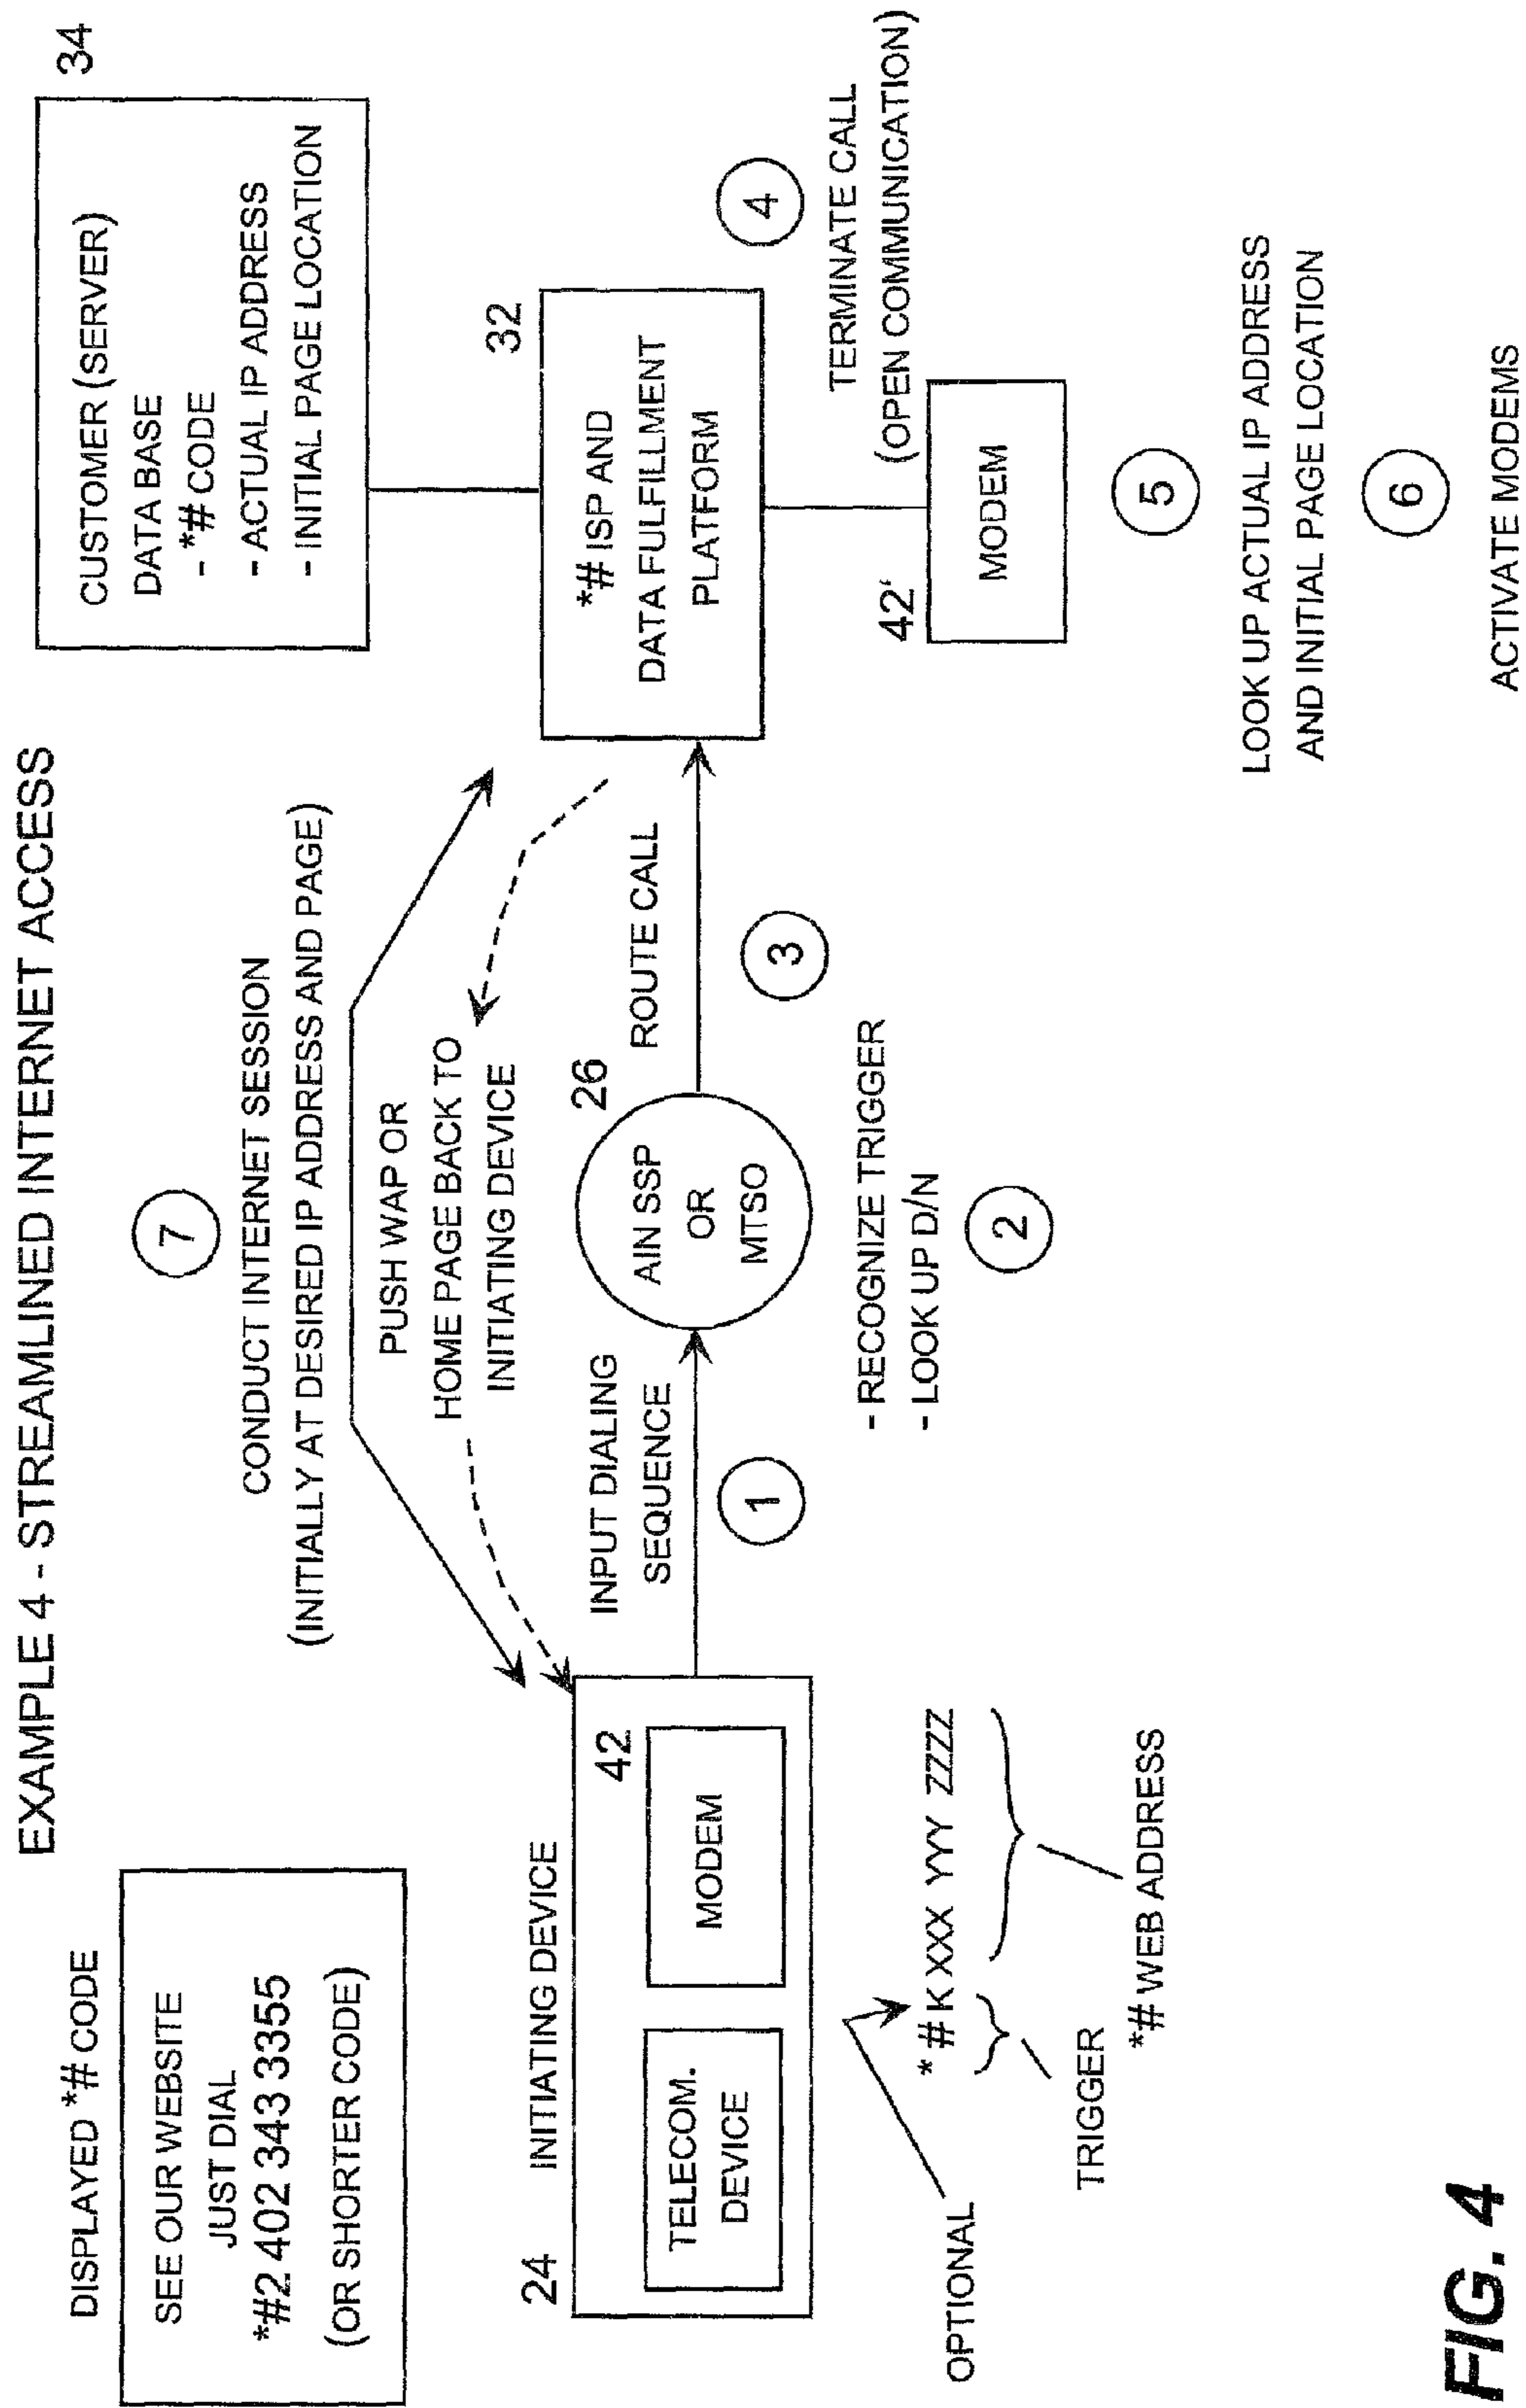 EXAMPLE 4 - STREAMLINED INTERNET ACCESS
DISPLAYED *# CODE
SEE OUR WEBSITE
JUST DIAL
*#2 402 343 3355
(OR SHORTER CODE)
7
CONDUCT INTERNET SESSION
(INITIALLY AT DESIRED IP ADDRESS AND PAGE)
PUSH WAP OR
HOME PAGE BACK TO
INITIATING DEVICE
34
CUSTOMER (SERVER)
DATA BASE
- *# CODE
- ACTUAL IP ADDRESS
- INITIAL PAGE LOCATION
24
INITIATING DEVICE
TELECOM.
DEVICE
42
MODEM
INPUT DIALING
SEQUENCE
1
26
AIN SSP
OR
MTSO
- RECOGNIZE TRIGGER
- LOOK UP D/N
2
ROUTE CALL
3
32
*# ISP AND
DATA FULFILLMENT
PLATFORM
4
TERMINATE CALL
(OPEN COMMUNICATION)
42'
MODEM
5
LOOK UP ACTUAL IP ADDRESS
AND INITIAL PAGE LOCATION
6
ACTIVATE MODEMS
OPTIONAL
*# K XXX YYY ZZZZ
TRIGGER
*# WEB ADDRESS
FIG. 4